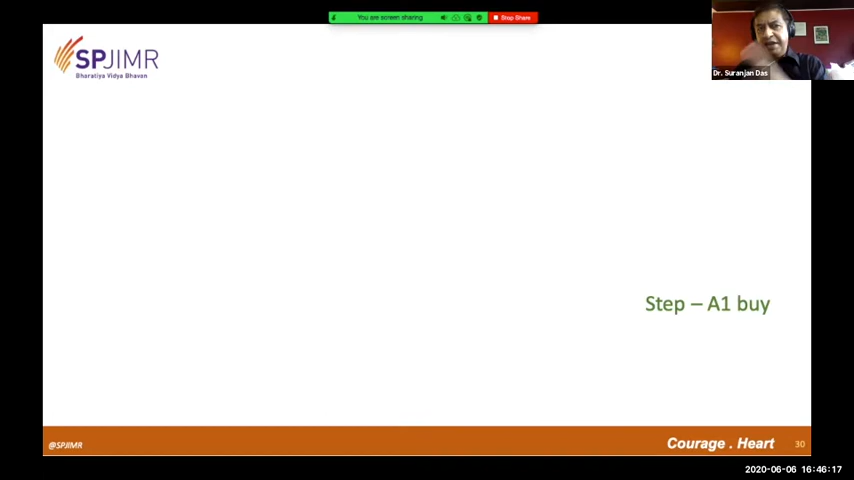 You are screen sharing
Stop Share
SPJIMR
Bharatiya Vidya Bhavan
Dr. Suranjan Das
Step – A1 buy
@SPJIMR
Courage . Heart
30
2020-06-06 16:46:17